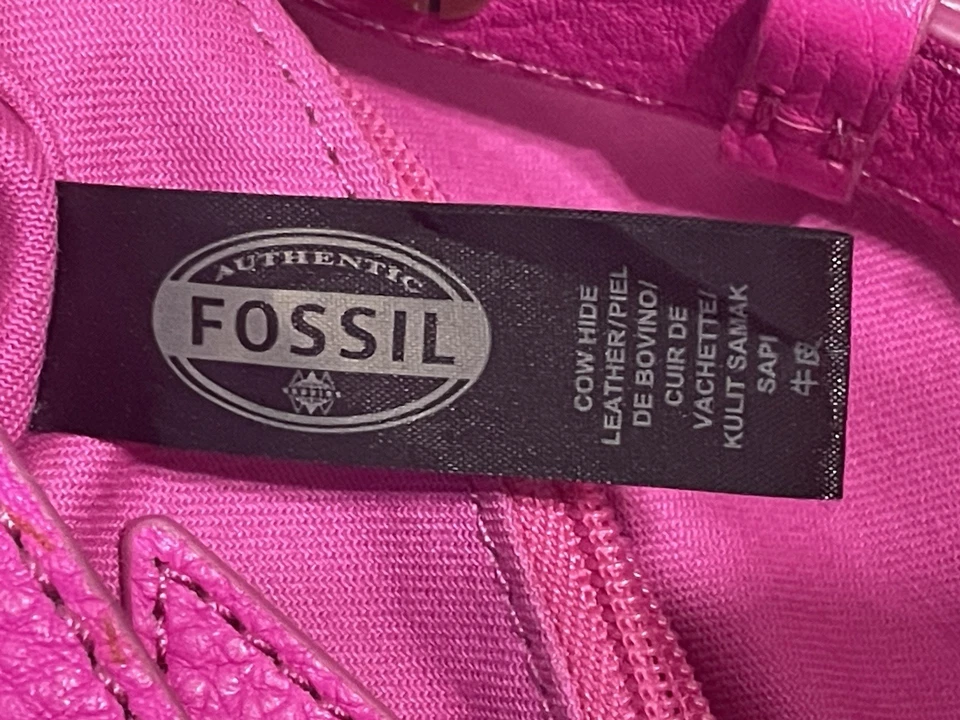 AUTHENTIC
FOSSIL
COW HIDE
LEATHER/PIEL
DE BOVINO/
CUIR DE
VACHETTE/
KULIT SAMAK
SAPI
牛皮